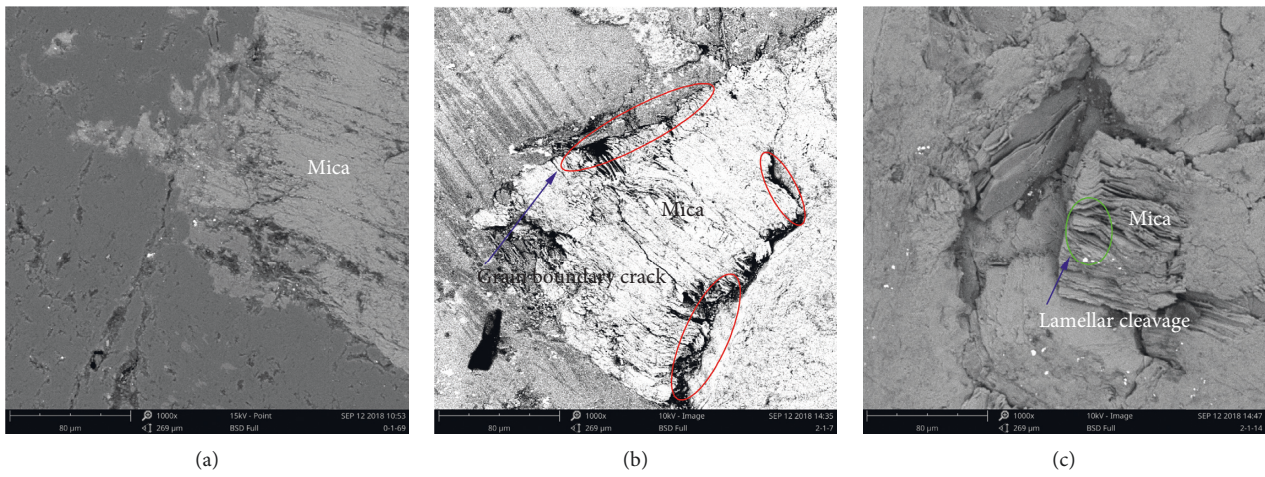 Mica
1000x 15kV - Point SEP 12 2018 10:53
80 µm 269 µm BSD Full 0-1-69
(a)
Mica
Grain boundary crack
1000x 10kV - Image SEP 12 2018 14:35
80 µm 269 µm BSD Full 2-1-7
(b)
Mica
Lamellar cleavage
1000x 10kV - Image SEP 12 2018 14:47
80 µm 269 µm BSD Full 2-1-14
(c)